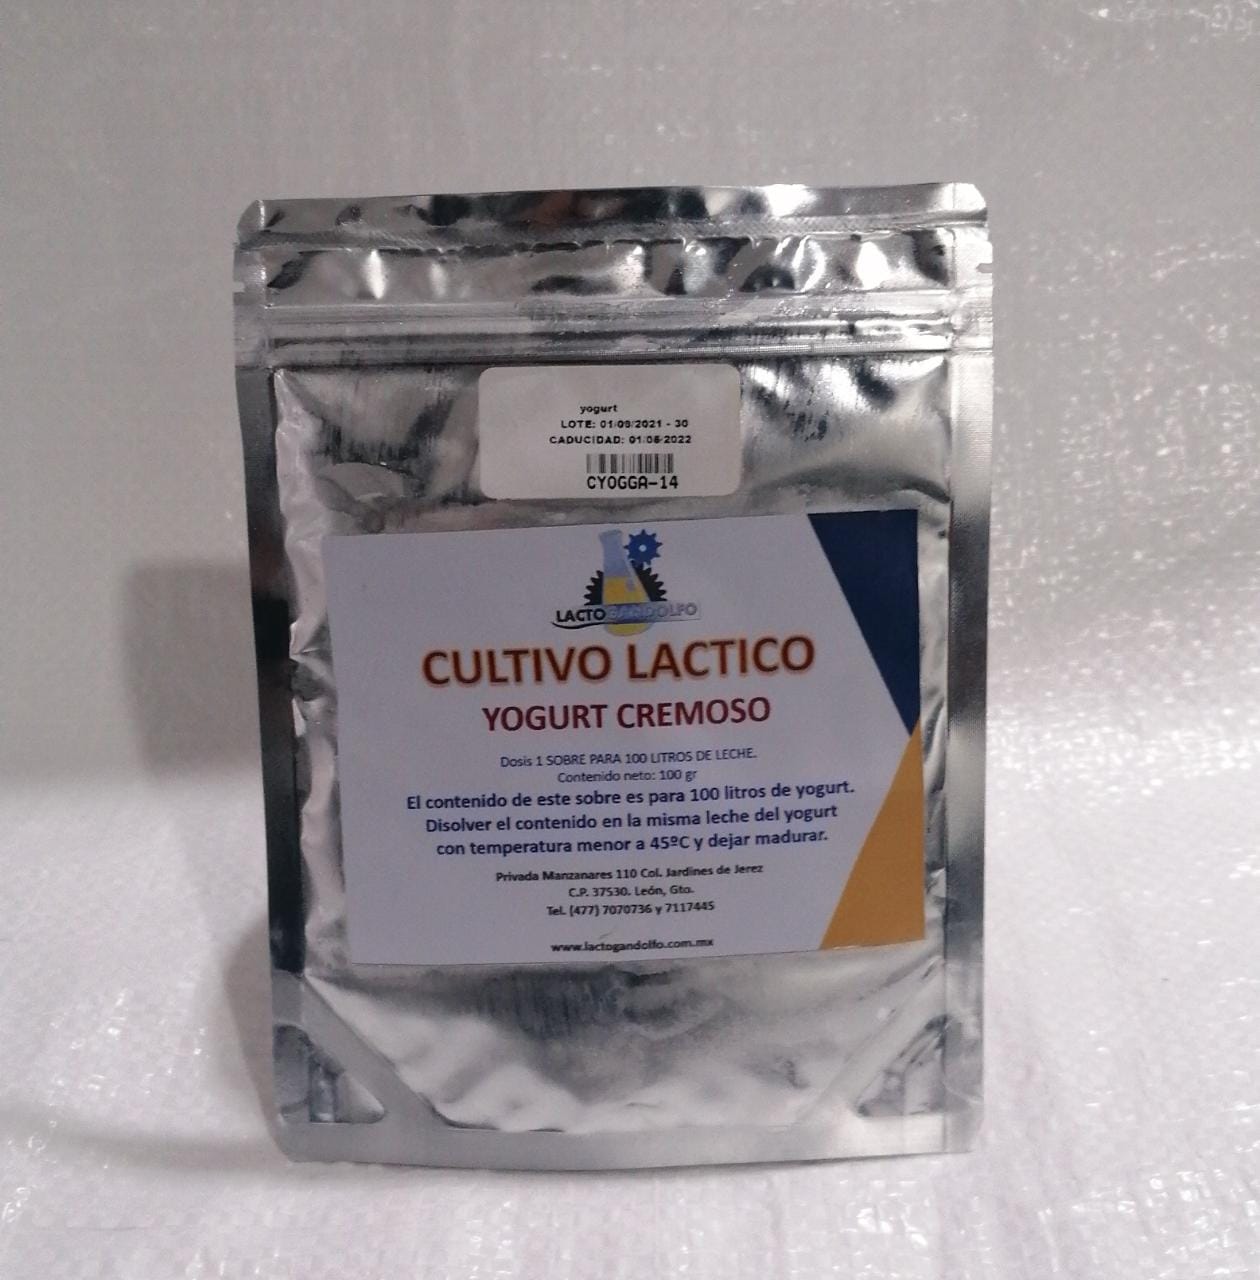 yogurt
LOTE: 01/09/2021 - 30
CADUCIDAD: 01/06/2022
CYOGGA-14
LACTOGANDOLFO
CULTIVO LACTICO
YOGURT CREMOSO
Dosis 1 SOBRE PARA 100 LITROS DE LECHE.
Contenido neto: 100 gr
El contenido de este sobre es para 100 litros de yogurt.
Disolver el contenido en la misma leche del yogurt
con temperatura menor a 45ºC y dejar madurar.
Privada Manzanares 110 Col. Jardines de Jerez
C.P. 37530. León, Gto.
Tel. (477) 7070736 y 7117445
www.lactogandolfo.com.mx